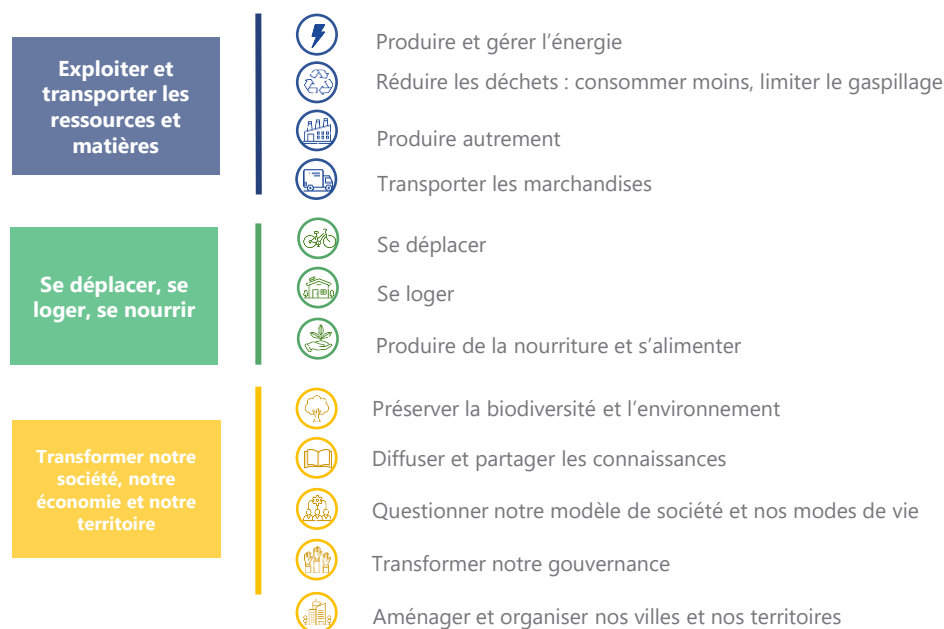 Exploiter et
transporter les
ressources et
matières
Produire et gérer l’énergie
Réduire les déchets : consommer moins, limiter le gaspillage
Produire autrement
Transporter les marchandises
Se déplacer, se
loger, se nourrir
Se déplacer
Se loger
Produire de la nourriture et s’alimenter
Transformer notre
société, notre
économie et notre
territoire
Préserver la biodiversité et l’environnement
Diffuser et partager les connaissances
Questionner notre modèle de société et nos modes de vie
Transformer notre gouvernance
Aménager et organiser nos villes et nos territoires